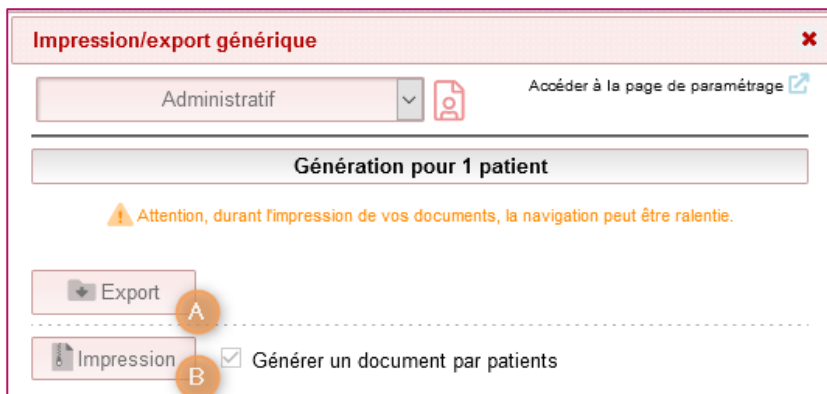 Impression/export générique
Administratif
Accéder à la page de paramétrage
Génération pour 1 patient
Attention, durant l'impression de vos documents, la navigation peut être ralentie.
Export
A
Impression
B
Générer un document par patients